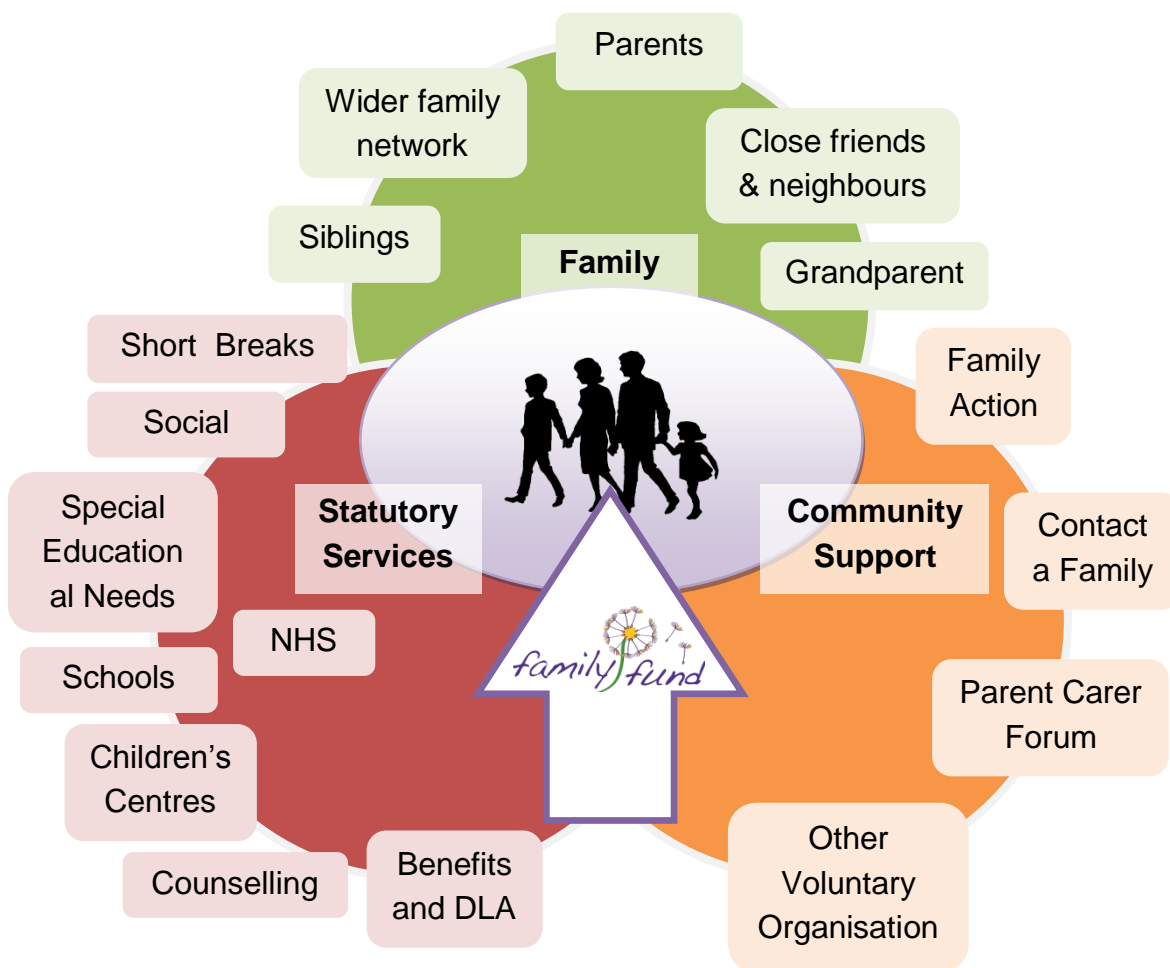 Parents
Wider family
network
Close friends
& neighbours
Siblings
Family
Grandparent
Short  Breaks
Family
Action
Social
Special
Education
al Needs
Statutory
Services
Community
Support
Contact
a Family
NHS
family fund
Schools
Parent Carer
Forum
Children’s
Centres
Other
Voluntary
Organisation
Counselling
Benefits
and DLA